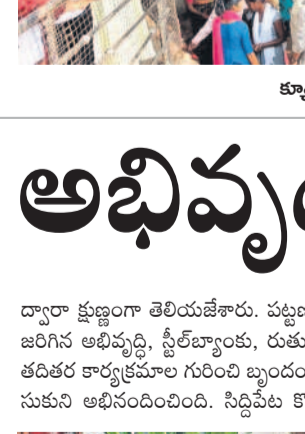 క్యూ
అభివృ
ద్వారా క్షుణ్ణంగా తెలియజేశారు. పట్టణ
జరిగిన అభివృద్ధి, స్టీల్‌బ్యాంకు, రుతు
తదితర కార్యక్రమాల గురించి బృందం
సుకుని అభినందించింది. సిద్దిపేట కొ